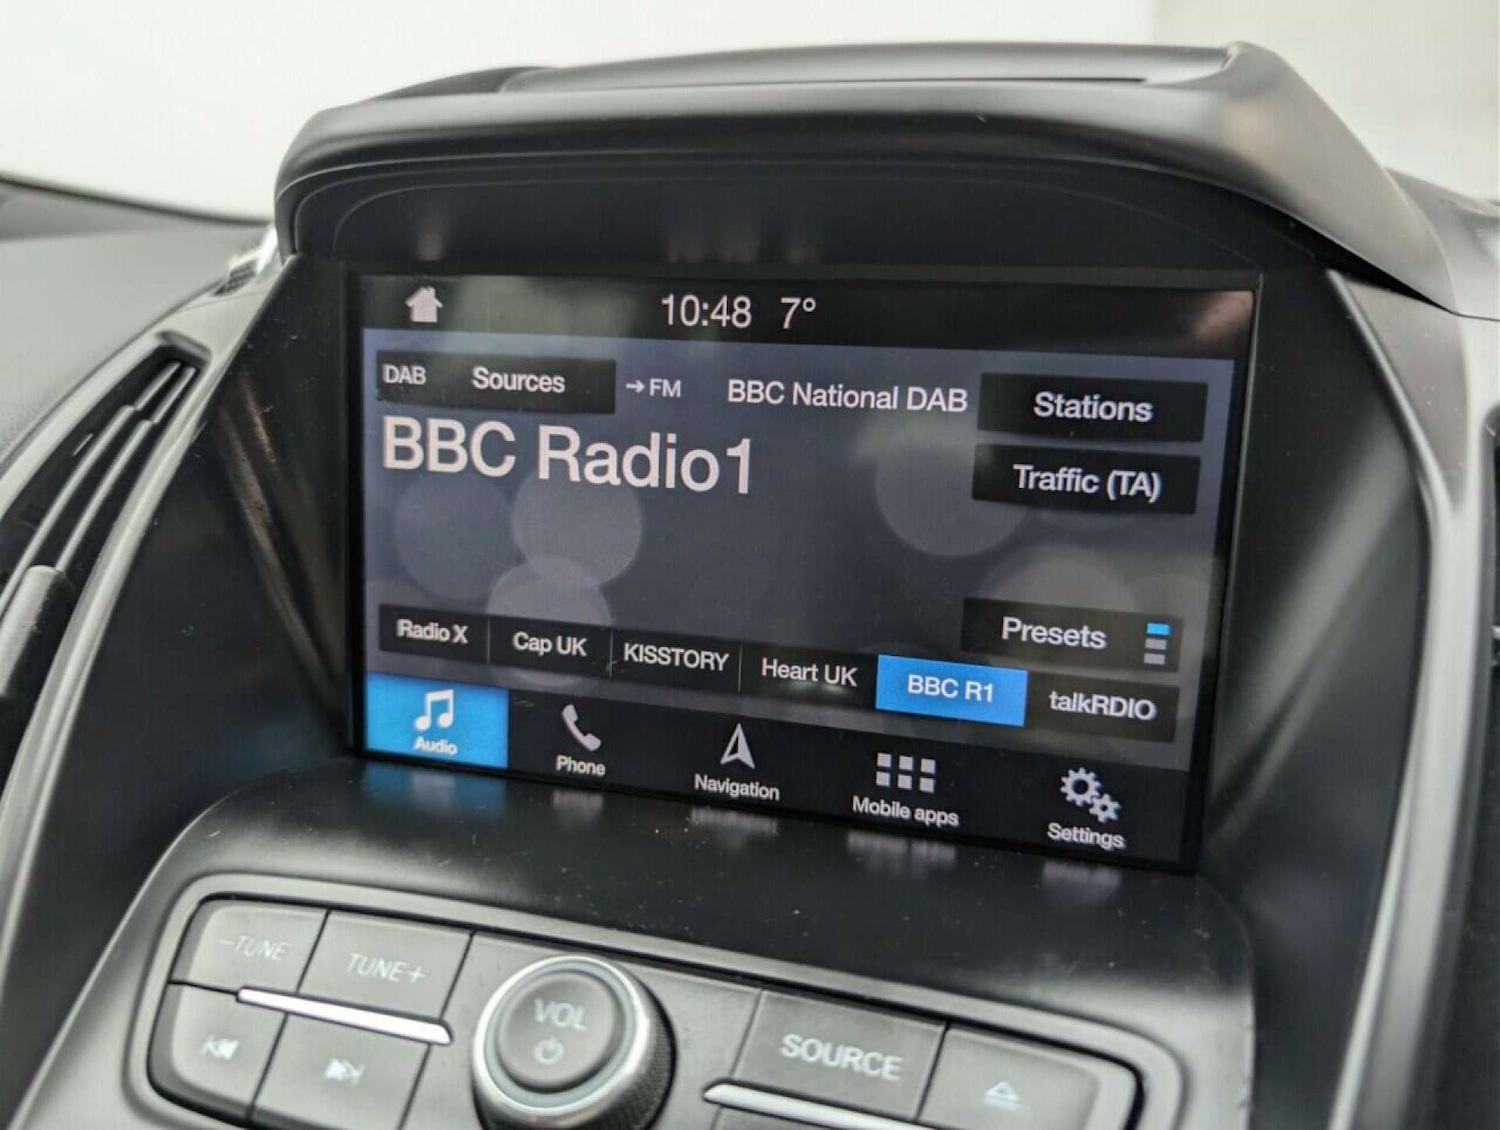 10:48 7°
DAB Sources → FM BBC National DAB Stations
BBC Radio1
Traffic (TA)
Presets
Radio X Cap UK KISSTORY Heart UK BBC R1 talkRDIO
Audio Phone Navigation Mobile apps Settings
−TUNE TUNE+
VOL
SOURCE